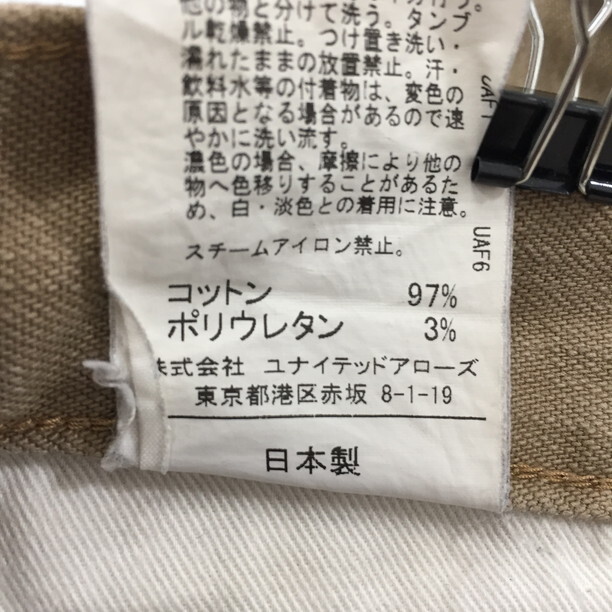 他の物と分けて洗う。タンブ
ル乾燥禁止。つけ置き洗い・
濡れたままの放置禁止。汗・
飲料水等の付着物は、変色の
原因となる場合があるので速
やかに洗い流す。
濃色の場合、摩擦により他の
物へ色移りすることがあるた
め、白・淡色との着用に注意。
スチームアイロン禁止。
UAF6
コットン 97%
ポリウレタン 3%
株式会社 ユナイテッドアローズ
東京都港区赤坂 8-1-19
日本製